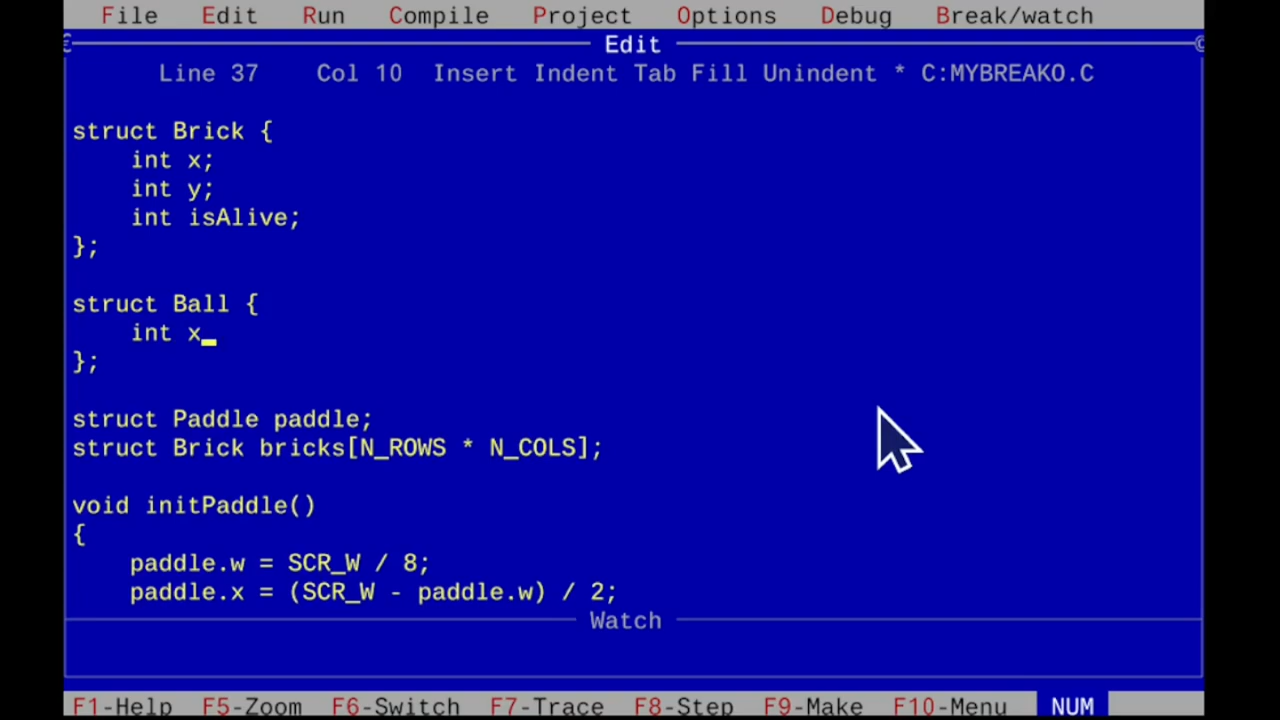 File Edit Run Compile Project Options Debug Break/watch
Edit
Line 37 Col 10 Insert Indent Tab Fill Unindent * C:MYBREAKO.C
struct Brick {
    int x;
    int y;
    int isAlive;
};
struct Ball {
    int x
};
struct Paddle paddle;
struct Brick bricks[N_ROWS * N_COLS];
void initPaddle()
{
    paddle.w = SCR_W / 8;
    paddle.x = (SCR_W - paddle.w) / 2;
Watch
F1-Help F5-Zoom F6-Switch F7-Trace F8-Step F9-Make F10-Menu NUM